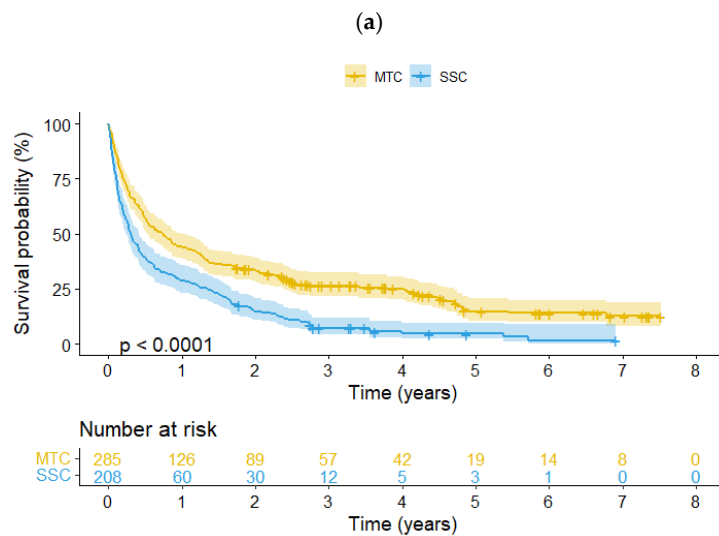 (a)
MTC SSC
Survival probability (%)
100
75
50
25
0
p < 0.0001
0 1 2 3 4 5 6 7 8
Time (years)
Number at risk
MTC 285 126 89 57 42 19 14 8 0
SSC 208 60 30 12 5 3 1 0 0
0 1 2 3 4 5 6 7 8
Time (years)